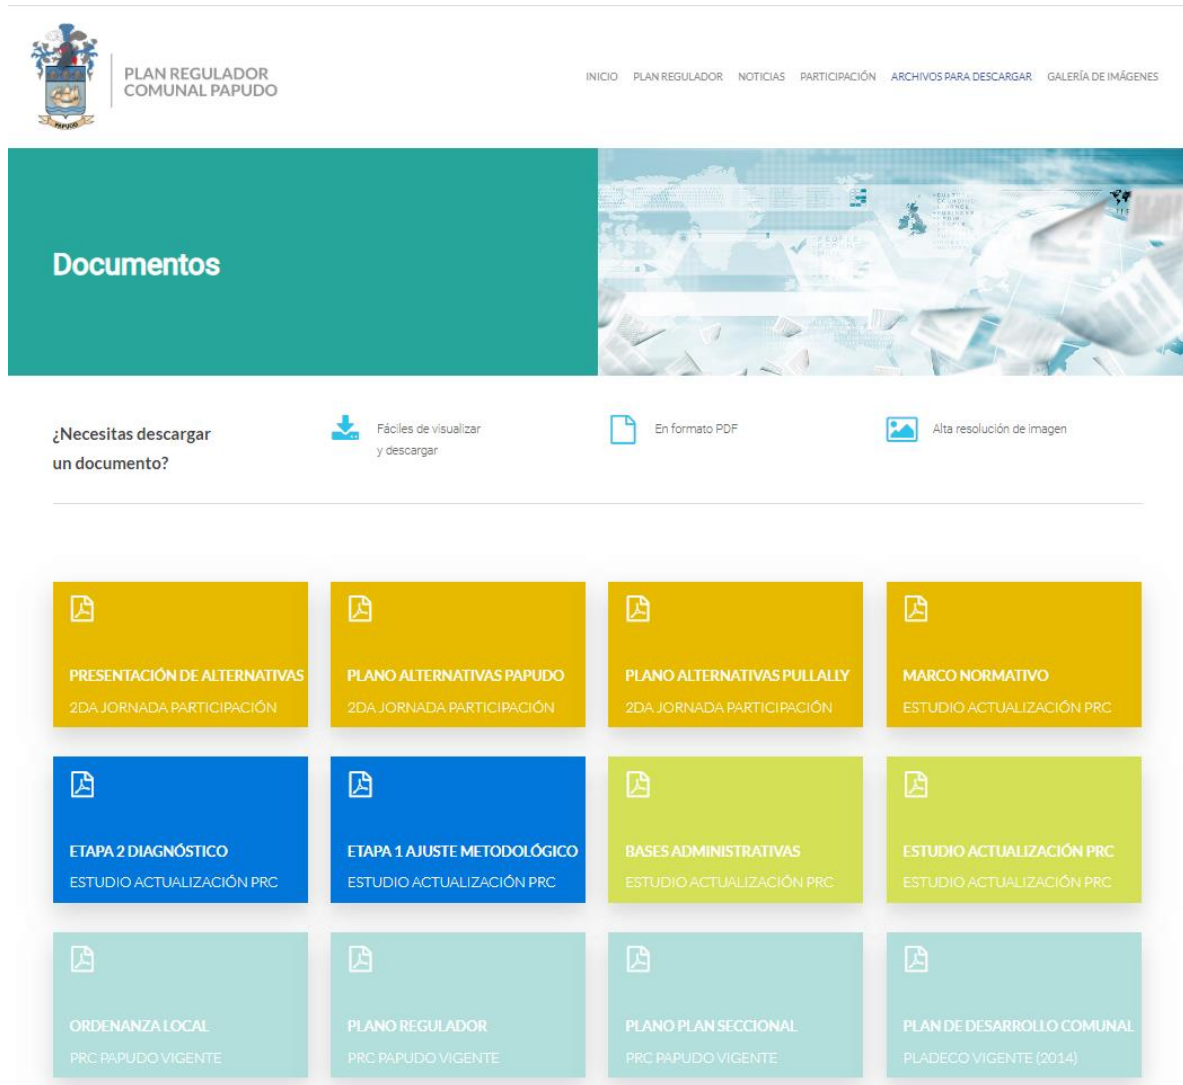 PLAN REGULADOR
COMUNAL PAPUDO
PAPUDO
INICIO PLAN REGULADOR NOTICIAS PARTICIPACIÓN ARCHIVOS PARA DESCARGAR GALERÍA DE IMÁGENES
Documentos
¿Necesitas descargar
un documento?
Fáciles de visualizar
y descargar
En formato PDF
Alta resolución de imagen
PRESENTACIÓN DE ALTERNATIVAS
2DA JORNADA PARTICIPACIÓN
PLANO ALTERNATIVAS PAPUDO
2DA JORNADA PARTICIPACIÓN
PLANO ALTERNATIVAS PULLALLY
2DA JORNADA PARTICIPACIÓN
MARCO NORMATIVO
ESTUDIO ACTUALIZACIÓN PRC
ETAPA 2 DIAGNÓSTICO
ESTUDIO ACTUALIZACIÓN PRC
ETAPA 1 AJUSTE METODOLÓGICO
ESTUDIO ACTUALIZACIÓN PRC
BASES ADMINISTRATIVAS
ESTUDIO ACTUALIZACIÓN PRC
ESTUDIO ACTUALIZACIÓN PRC
ESTUDIO ACTUALIZACIÓN PRC
ORDENANZA LOCAL
PRC PAPUDO VIGENTE
PLANO REGULADOR
PRC PAPUDO VIGENTE
PLANO PLAN SECCIONAL
PRC PAPUDO VIGENTE
PLAN DE DESARROLLO COMUNAL
PLADECO VIGENTE (2014)